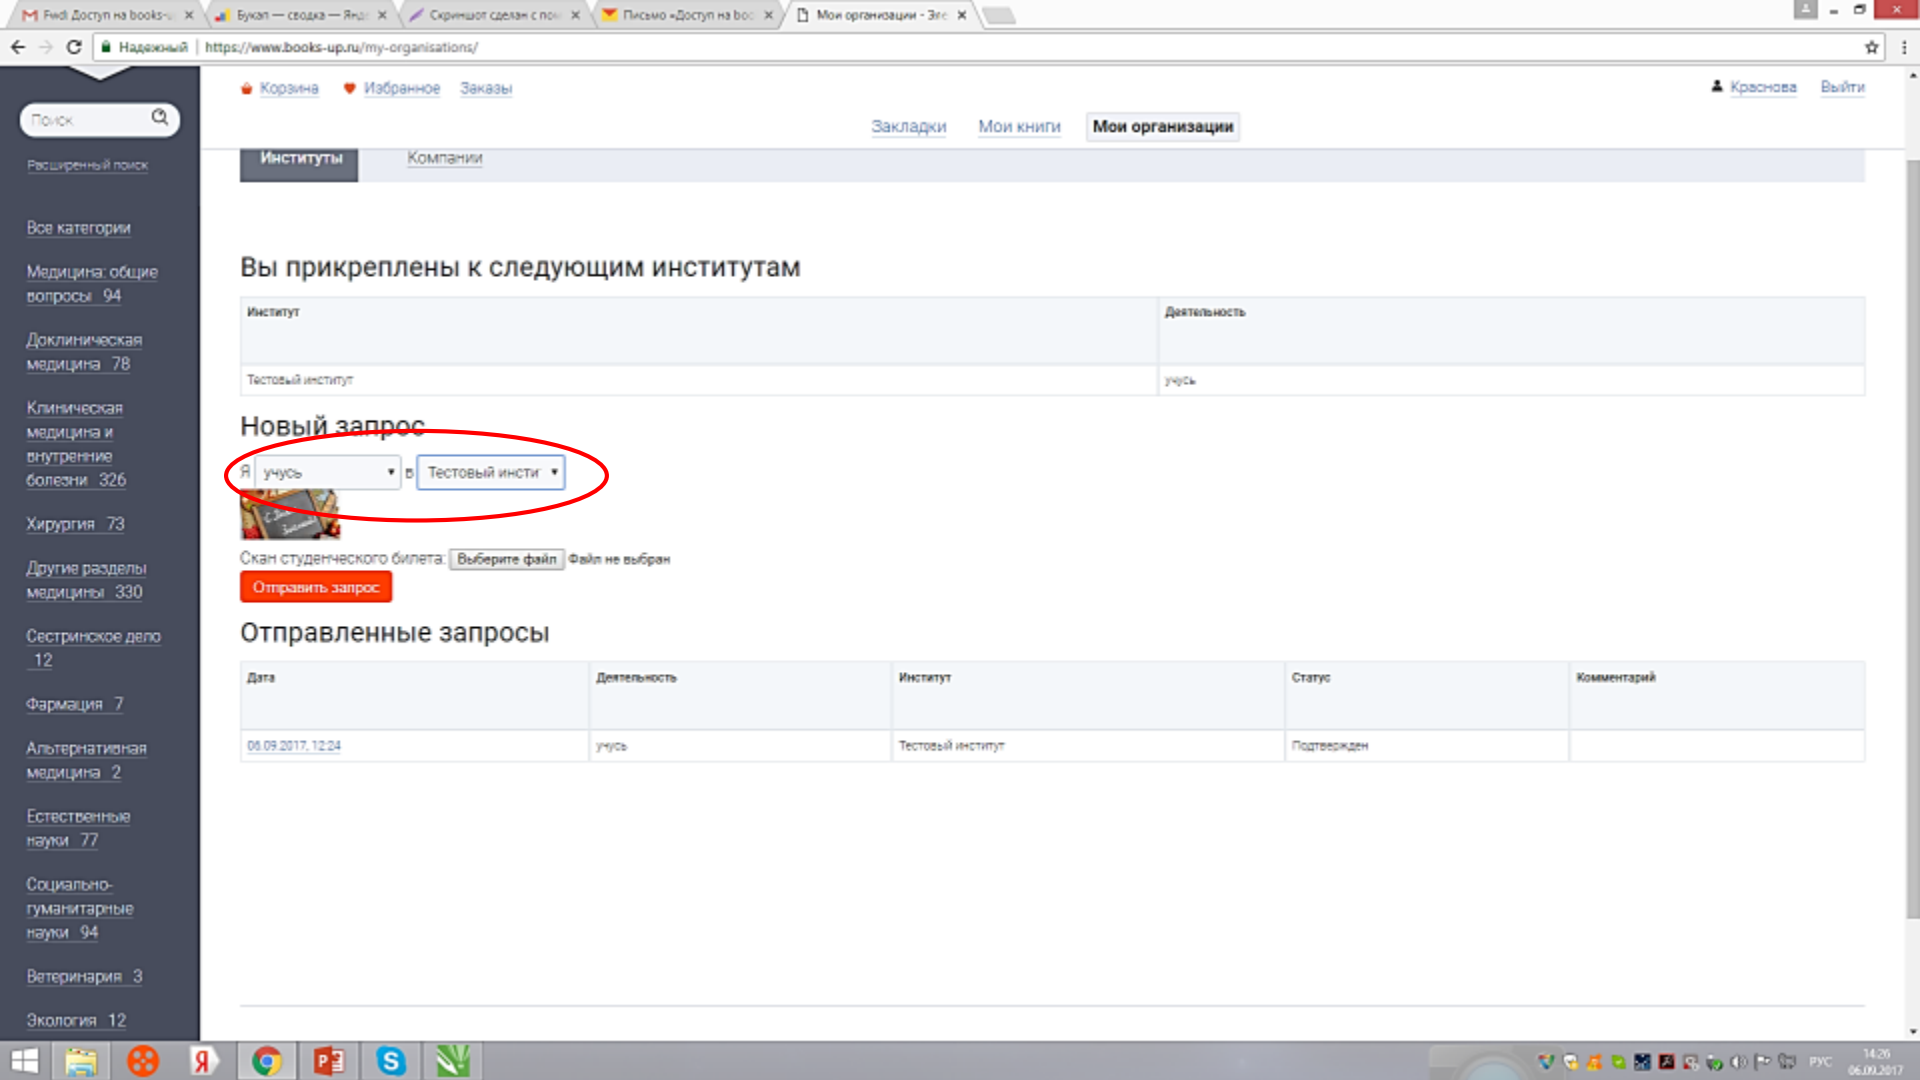 Fwd: Доступ на books-u
Букап — сводка — Янд
Скриншот сделан с пом
Письмо «Доступ на boo
Мои организации - Эле
Надежный | https://www.books-up.ru/my-organisations/
Поиск
Расширенный поиск
Все категории
Медицина: общие
вопросы 94
Доклиническая
медицина 78
Клиническая
медицина и
внутренние
болезни 326
Хирургия 73
Другие разделы
медицины 330
Сестринское дело
12
Фармация 7
Альтернативная
медицина 2
Естественные
науки 77
Социально-
гуманитарные
науки 94
Ветеринария 3
Экология 12
Корзина Избранное Заказы
Краснова Выйти
Закладки Мои книги Мои организации
Институты Компании
Вы прикреплены к следующим институтам
Институт Деятельность
Тестовый институт учусь
Новый запрос
Я учусь в Тестовый инсти
Скан студенческого билета: Выберите файл Файл не выбран
Отправить запрос
Отправленные запросы
Дата Деятельность Институт Статус Комментарий
06.09.2017, 12:24 учусь Тестовый институт Подтвержден
РУС
14:26
06.09.2017